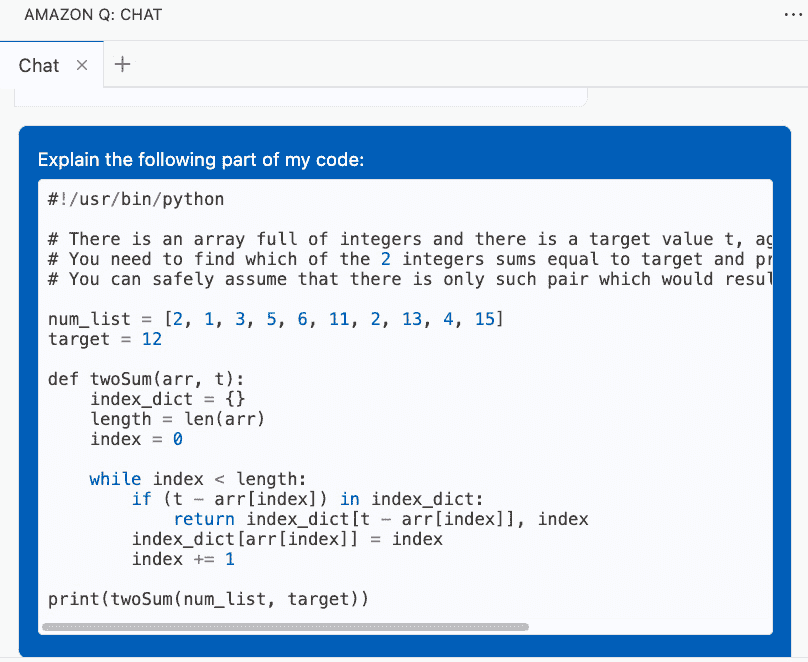 AMAZON Q: CHAT
Chat
Explain the following part of my code:
#!/usr/bin/python
# There is an array full of integers and there is a target value t,
# You need to find which of the 2 integers sums equal to target and
# You can safely assume that there is only such pair which would
num_list = [2, 1, 3, 5, 6, 11, 2, 13, 4, 15]
target = 12
def twoSum(arr, t):
    index_dict = {}
    length = len(arr)
    index = 0
    while index < length:
        if (t - arr[index]) in index_dict:
            return index_dict[t - arr[index]], index
        index_dict[arr[index]] = index
        index += 1
print(twoSum(num_list, target))